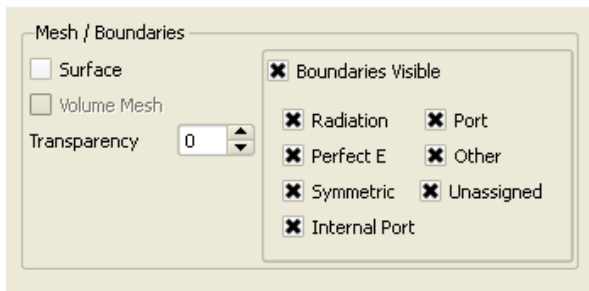 Mesh / Boundaries
Surface
Volume Mesh
Transparency 0
Boundaries Visible
Radiation Port
Perfect E Other
Symmetric Unassigned
Internal Port